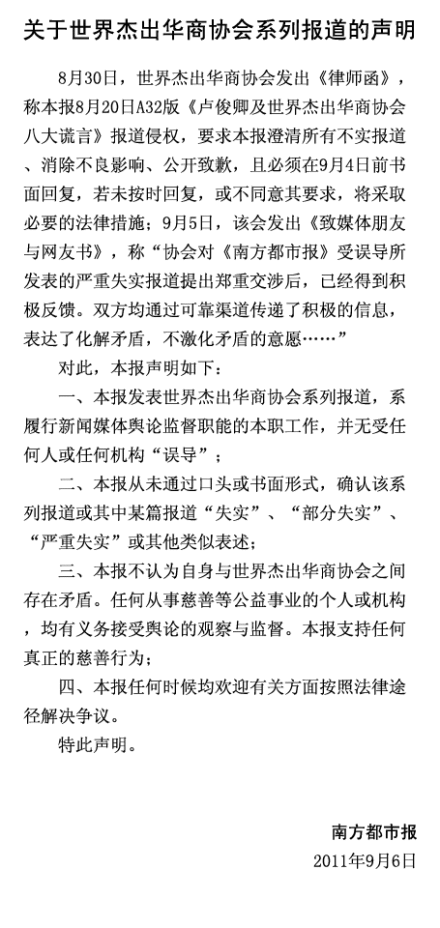 关于世界杰出华商协会系列报道的声明
8月30日，世界杰出华商协会发出《律师函》，
称本报8月20日A32版《卢俊卿及世界杰出华商协会
八大谎言》报道侵权，要求本报澄清所有不实报道
、消除不良影响、公开致歉，且必须在9月4日前书
面回复，若未按时回复，或不同意其要求，将采取
必要的法律措施；9月5日，该会发出《致媒体朋友
与网友书》，称“协会对《南方都市报》受误导所
发表的严重失实报道提出郑重交涉后，已经得到积
极反馈。双方均通过可靠渠道传递了积极的信息，
表达了化解矛盾，不激化矛盾的意愿……”
对此，本报声明如下：
一、本报发表世界杰出华商协会系列报道，系
履行新闻媒体舆论监督职能的本职工作，并无受任
何人或任何机构“误导”；
二、本报从未通过口头或书面形式，确认该系
列报道或其中某篇报道“失实”、“部分失实”、
“严重失实”或其他类似表述；
三、本报不认为自身与世界杰出华商协会之间
存在矛盾。任何从事慈善等公益事业的个人或机构
，均有义务接受舆论的观察与监督。本报支持任何
真正的慈善行为；
四、本报任何时候均欢迎有关方面按照法律途
径解决争议。
特此声明。
南方都市报
2011年9月6日